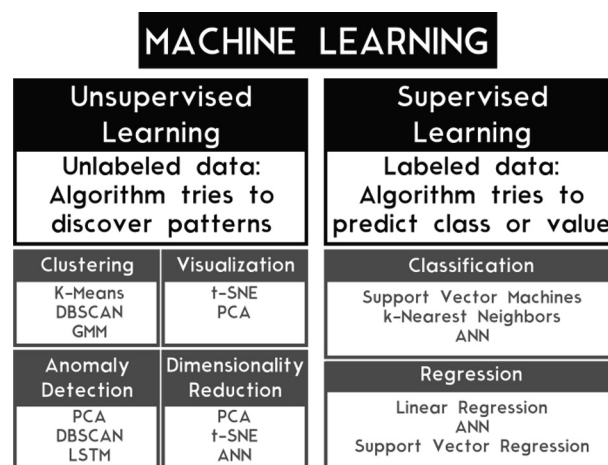 MACHINE LEARNING
Unsupervised
Learning
Unlabeled data:
Algorithm tries to
discover patterns
Clustering
K-Means
DBSCAN
GMM
Visualization
t-SNE
PCA
Anomaly
Detection
PCA
DBSCAN
LSTM
Dimensionality
Reduction
PCA
t-SNE
ANN
Supervised
Learning
Labeled data:
Algorithm tries to
predict class or value
Classification
Support Vector Machines
k-Nearest Neighbors
ANN
Regression
Linear Regression
ANN
Support Vector Regression